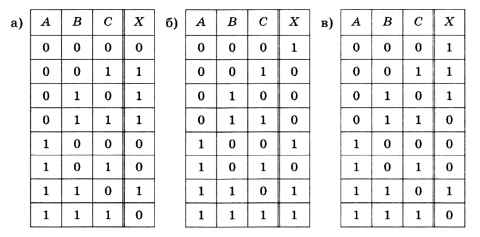 а) A B C X б) A B C X в) A B C X
0 0 0 0 0 0 0 1 0 0 0 1
0 0 1 1 0 0 1 0 0 0 1 1
0 1 0 1 0 1 0 0 0 1 0 1
0 1 1 1 0 1 1 0 0 1 1 0
1 0 0 0 1 0 0 1 1 0 0 0
1 0 1 0 1 0 1 0 1 0 1 0
1 1 0 1 1 1 0 1 1 1 0 1
1 1 1 0 1 1 1 1 1 1 1 0